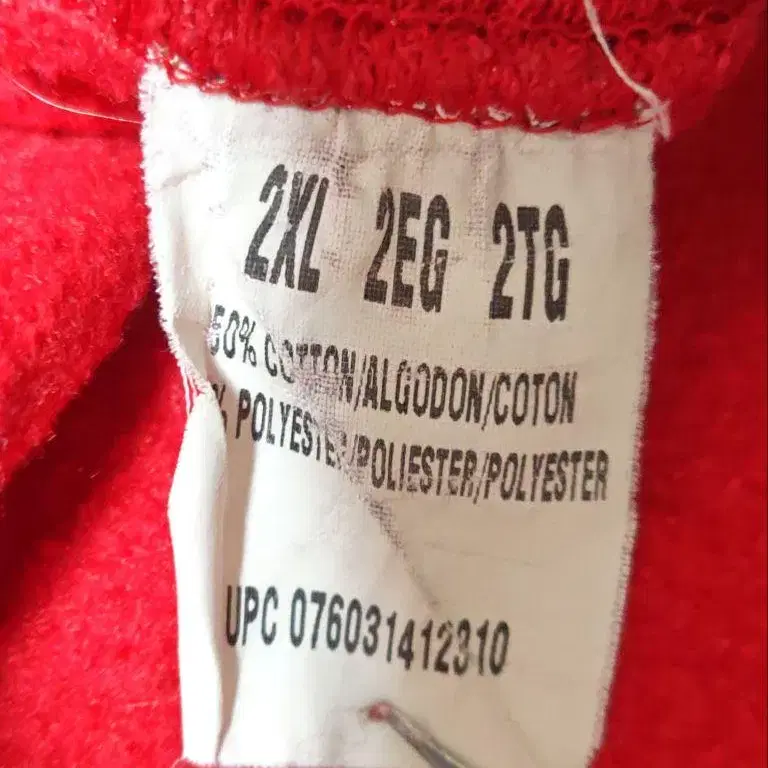 2XL 2EG 2TG
50% COTTON/ALGODON/COTON
% POLYESTER/POLIESTER/POLYESTER
UPC 076031412310